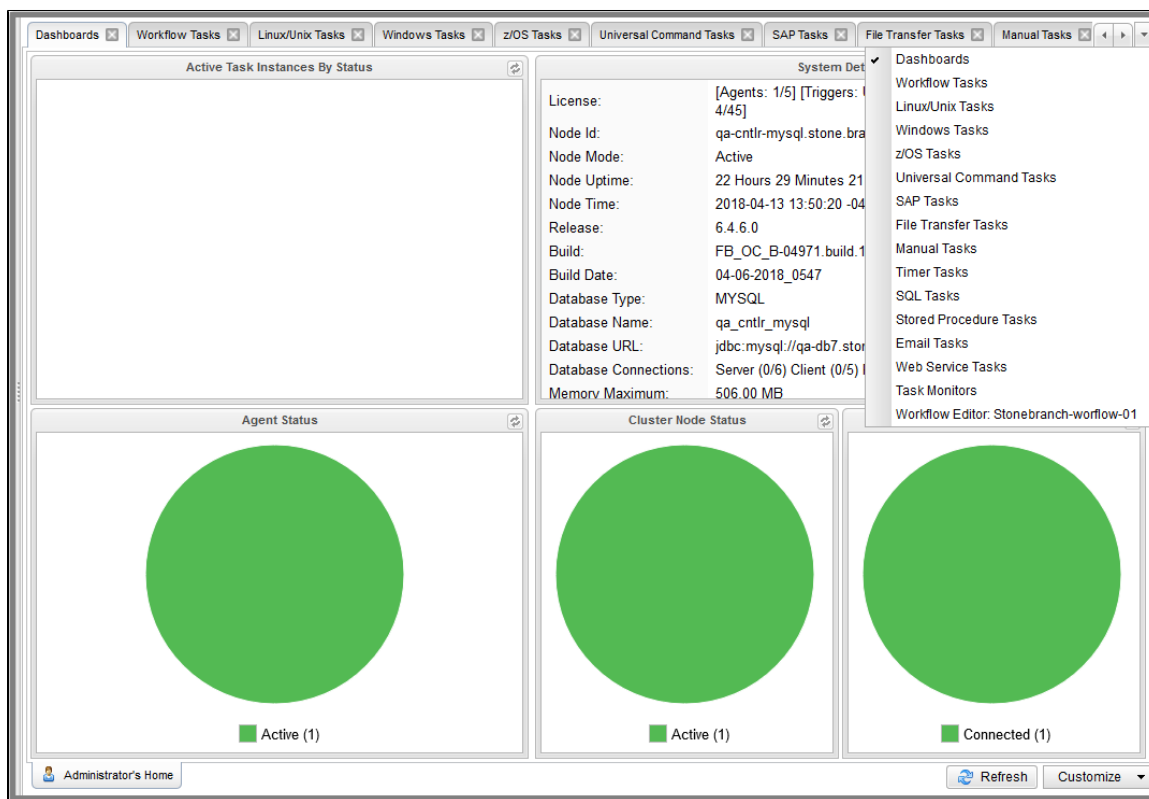 Dashboards
Workflow Tasks
Linux/Unix Tasks
Windows Tasks
z/OS Tasks
Universal Command Tasks
SAP Tasks
File Transfer Tasks
Manual Tasks
Active Task Instances By Status
System Det
License:
[Agents: 1/5] [Triggers:
4/45]
Node Id:
qa-cntlr-mysql.stone.bra
Node Mode:
Active
Node Uptime:
22 Hours 29 Minutes 21
Node Time:
2018-04-13 13:50:20 -04
Release:
6.4.6.0
Build:
FB_OC_B-04971.build.1
Build Date:
04-06-2018_0547
Database Type:
MYSQL
Database Name:
qa_cntlr_mysql
Database URL:
jdbc:mysql://qa-db7.stor
Database Connections:
Server (0/6) Client (0/5)
Memory Maximum:
506.00 MB
Dashboards
Workflow Tasks
Linux/Unix Tasks
Windows Tasks
z/OS Tasks
Universal Command Tasks
SAP Tasks
File Transfer Tasks
Manual Tasks
Timer Tasks
SQL Tasks
Stored Procedure Tasks
Email Tasks
Web Service Tasks
Task Monitors
Workflow Editor: Stonebranch-worflow-01
Agent Status
Cluster Node Status
Active (1)
Active (1)
Connected (1)
Administrator's Home
Refresh
Customize